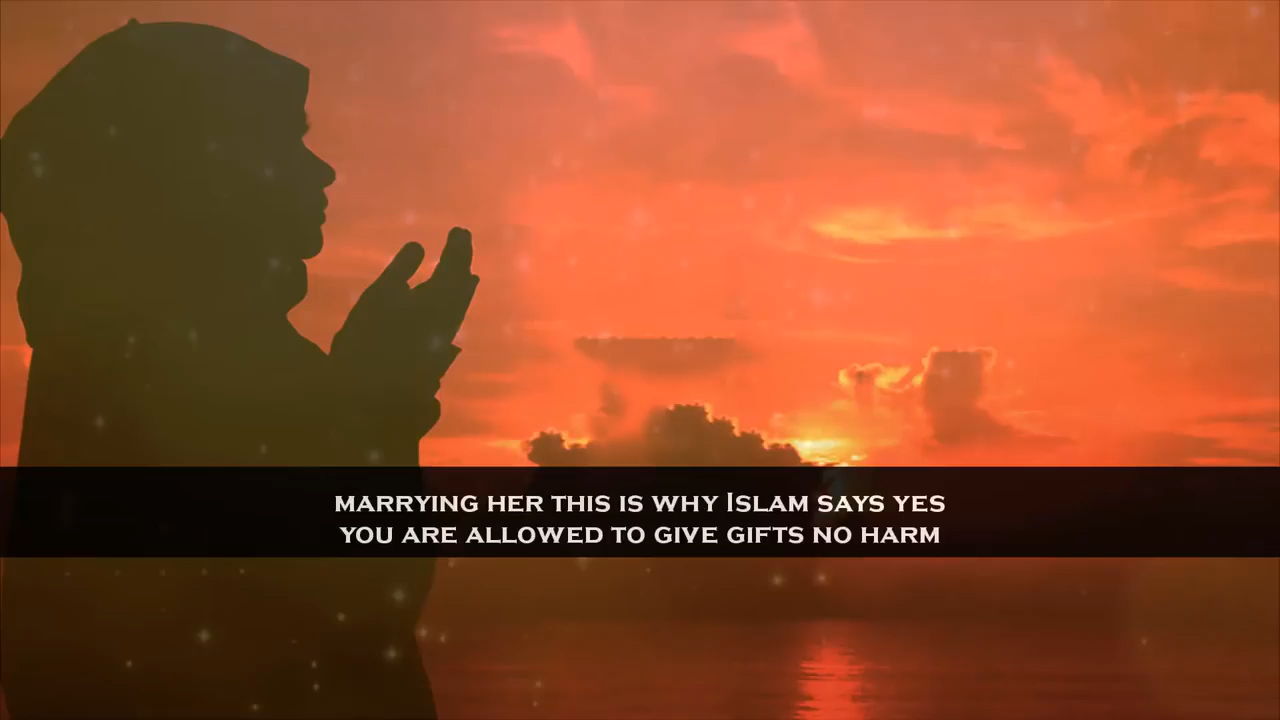 MARRYING HER THIS IS WHY ISLAM SAYS YES
YOU ARE ALLOWED TO GIVE GIFTS NO HARM